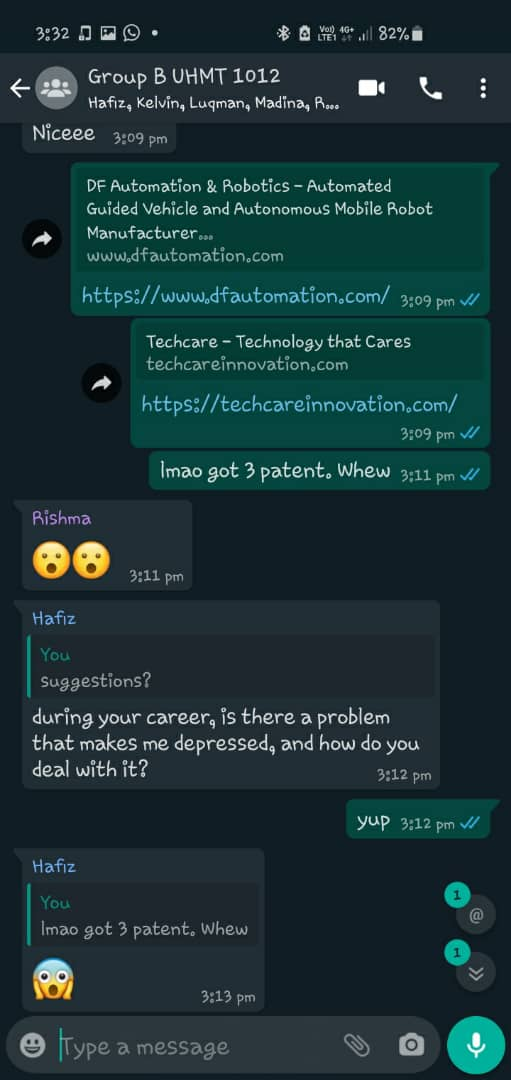 3:32
Vo)) 4G+
LTE1
82%
Group B UHMT 1012
Hafiz, Kelvin, Luqman, Madina, R...
Niceee 3:09 pm
DF Automation & Robotics – Automated
Guided Vehicle and Autonomous Mobile Robot
Manufacturer...
www.dfautomation.com
https://www.dfautomation.com/ 3:09 pm
Techcare – Technology that Cares
techcareinnovation.com
https://techcareinnovation.com/
3:09 pm
lmao got 3 patent. Whew 3:11 pm
Rishma
3:11 pm
Hafiz
You
suggestions?
during your career, is there a problem
that makes me depressed, and how do you
deal with it?
3:12 pm
yup 3:12 pm
Hafiz
You
lmao got 3 patent. Whew
3:13 pm
1
@
1
Type a message